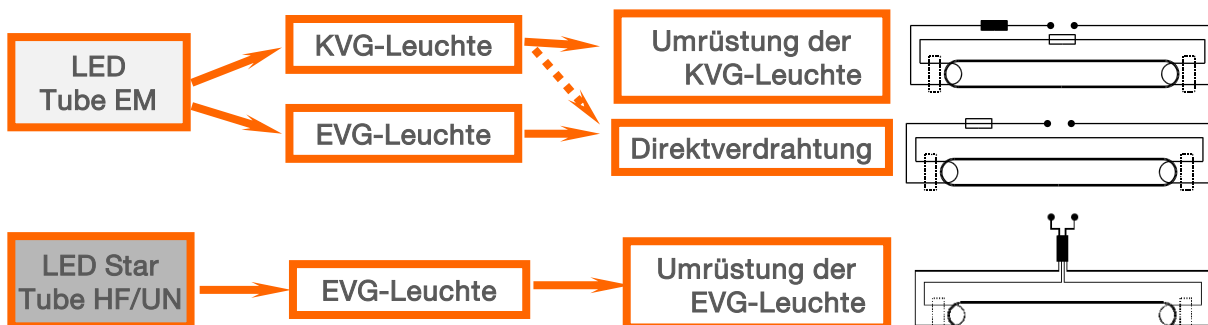 LED
Tube EM
KVG-Leuchte
EVG-Leuchte
Umrüstung der
KVG-Leuchte
Direktverdrahtung
LED Star
Tube HF/UN
EVG-Leuchte
Umrüstung der
EVG-Leuchte